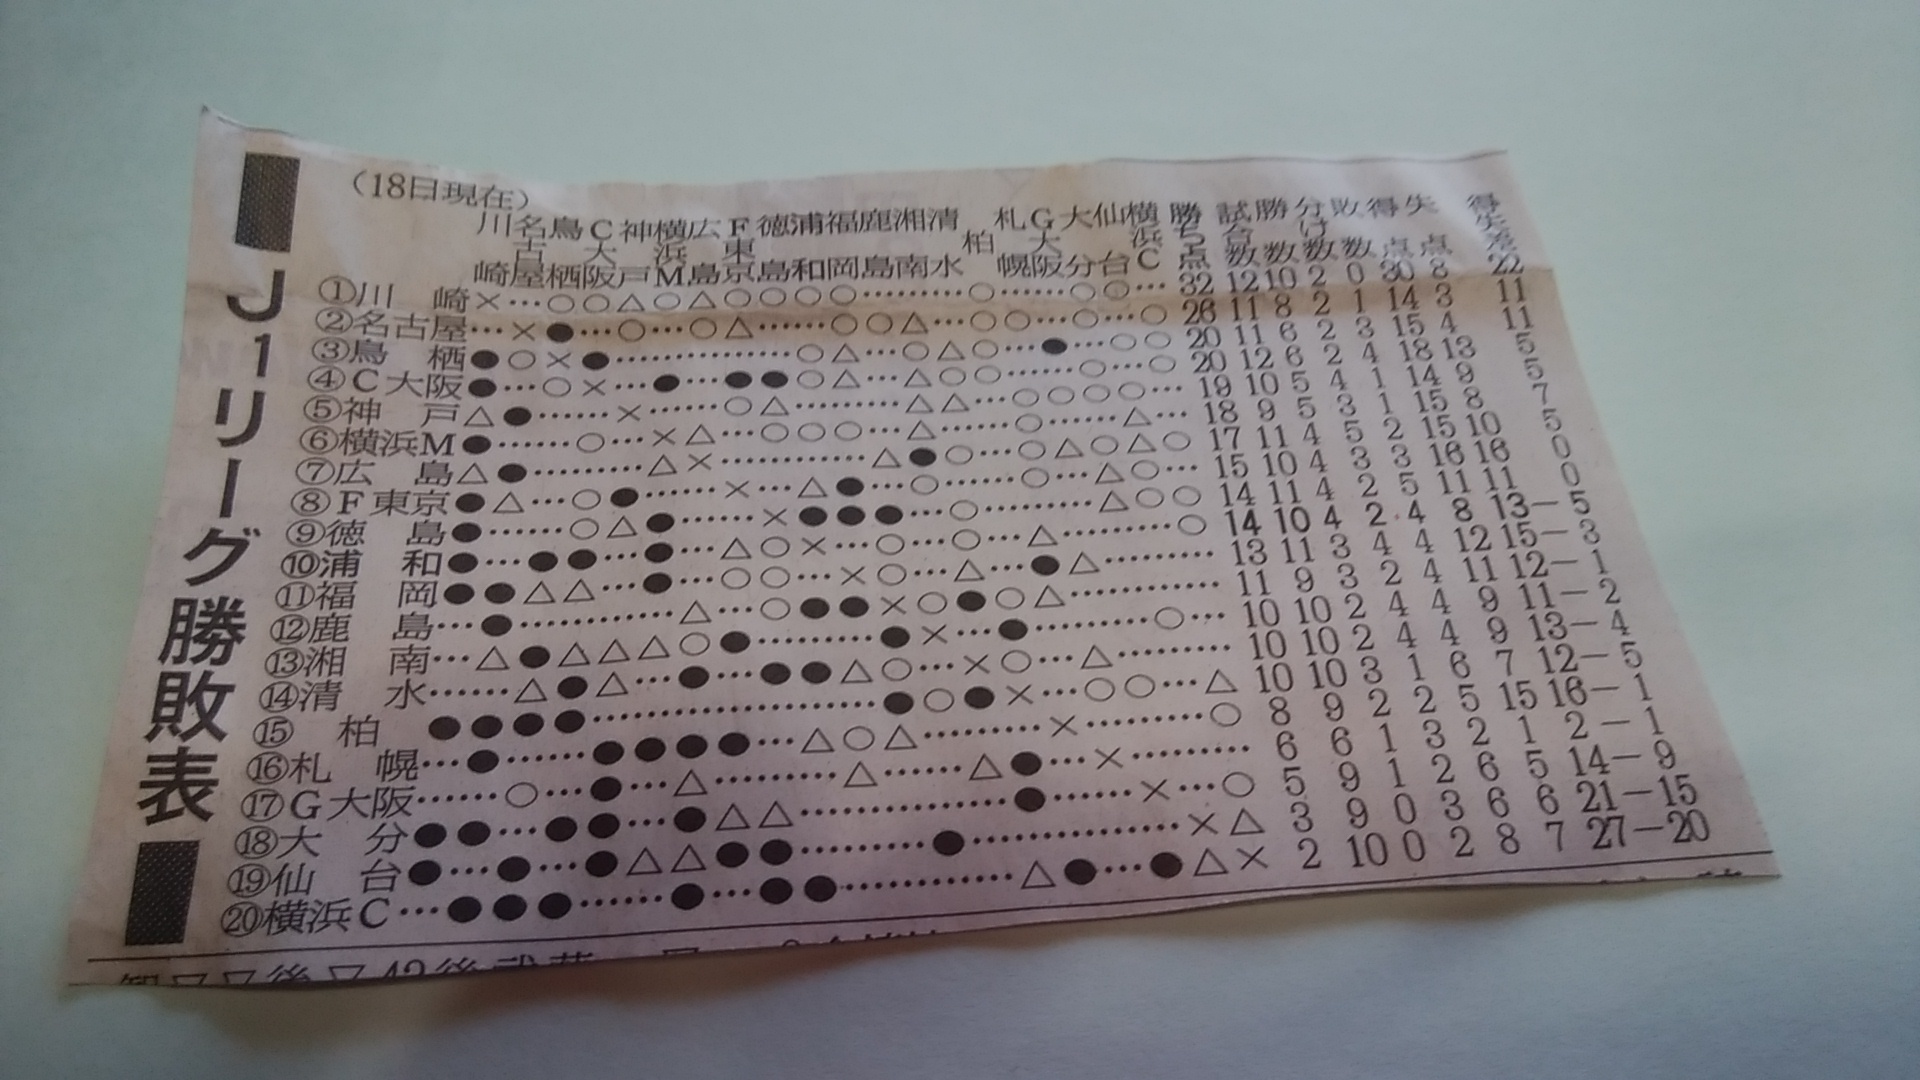 J1リーグ勝敗表
(18日現在)
川崎 名古屋 鳥栖 C大阪 神戸 横浜M 広島 F東京 徳島 浦和 福岡 鹿島 湘南 清水 柏 札幌 G大阪 大分 仙台 横浜C 勝ち点 試合数 勝数 分け数 敗数 得点 失点 得失差
①川崎×…○○△○△○○○○………○……○○… 32 12 10 2 0 30 8 22
②名古屋…×●…○…○△……○○△…○○…○…○ 26 11 8 2 1 14 3 11
③鳥栖●○×●………………○△…○△○…●…○○ 20 11 6 2 3 15 4 11
④C大阪●…○×…●…●●○△…△○○……○…○ 20 12 6 2 4 18 13 5
⑤神戸△●……×……○△………△△…○○○○… 19 10 5 4 1 14 9 5
⑥横浜M●……○…×△…○○○…△……○……△… 18 9 5 3 1 15 8 7
⑦広島△●………△×…………△●○…○△○△○ 17 11 4 5 2 15 10 5
⑧F東京●△…○●……×…△●…○……○…△○… 15 10 4 3 3 16 16 0
⑨徳島●……○△●……×●●●…○………△○○ 14 11 4 2 5 11 11 0
⑩浦和●…●●…●…△○×…○…○…△………○ 14 10 4 2 4 8 13 −5
⑪福岡●●△△…●…○○…×○…△…●△……… 13 11 3 4 4 12 15 −3
⑫鹿島…●…………△…○●●×○●○△………… 11 9 3 2 4 11 12 −1
⑬湘南…△●△△△○●………●×…●………○… 10 10 2 4 4 9 11 −2
⑭清水……△●△…●…●●△○…×○…△……… 10 10 2 4 4 9 13 −4
⑮柏●●●●…………………●○●×…○○…△ 10 10 3 1 6 7 12 −5
⑯札幌…●……●●●●…△○△………×………○ 8 9 2 2 5 15 16 −1
⑰G大阪……○…●…△………△……△●…×……… 6 6 1 3 2 1 2 −1
⑱大分●●…●●…●△△………………●……×…○ 5 9 1 2 6 5 14 −9
⑲仙台●…●…●△△●●………●……………×△ 3 9 0 3 6 6 21 −15
⑳横浜C…●●●……●…●●……………△●…●△× 2 10 0 2 8 7 27 −20